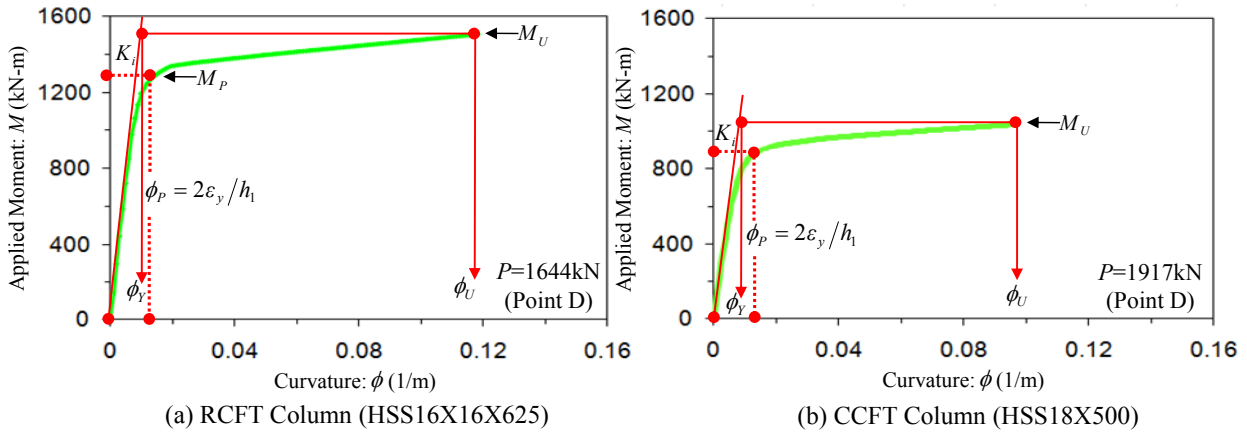 1600
1200
800
400
0
Applied Moment: M (kN-m)
K_i
M_U
M_P
ϕ_P = 2ε_y/h_1
ϕ_Y
ϕ_U
P=1644kN
(Point D)
0 0.04 0.08 0.12 0.16
Curvature: ϕ (1/m)
(a) RCFT Column (HSS16X16X625)
1600
1200
800
400
0
Applied Moment: M (kN-m)
K_i
M_U
ϕ_P = 2ε_y/h_1
ϕ_Y
ϕ_U
P=1917kN
(Point D)
0 0.04 0.08 0.12 0.16
Curvature: ϕ (1/m)
(b) CCFT Column (HSS18X500)